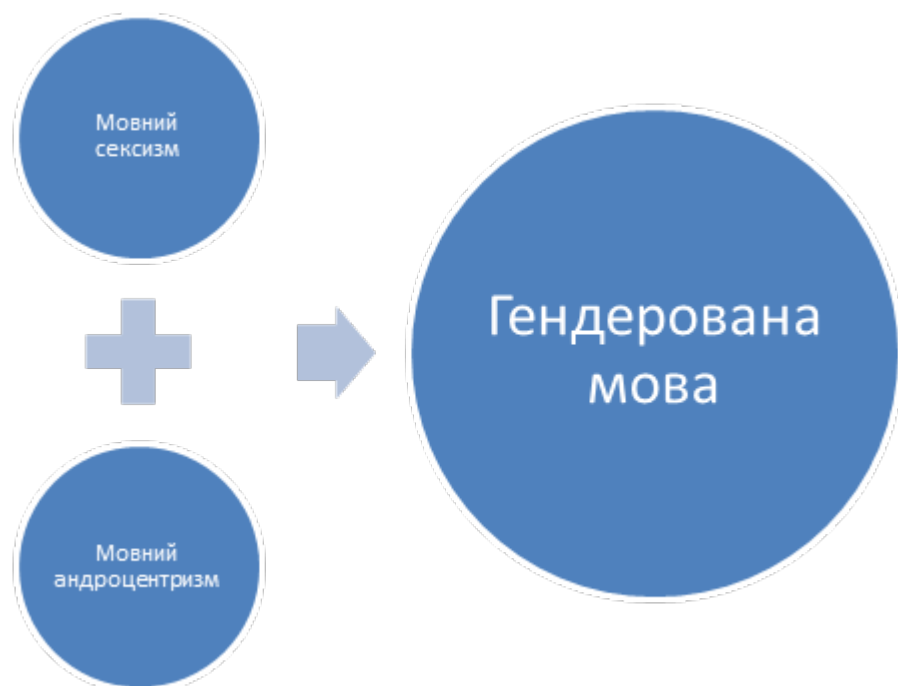 Мовний
сексизм
Мовний
андроцентризм
Гендерована
мова